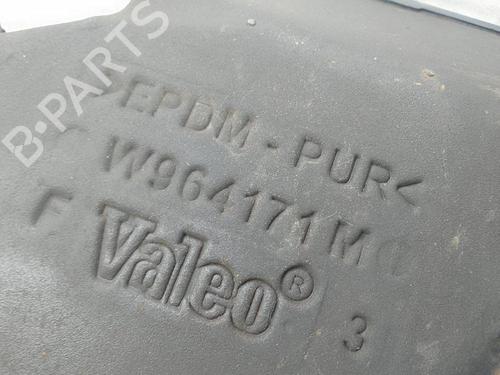 B-PARTS
>EPDM-PUR<
W964171M
F
Valeo®
3